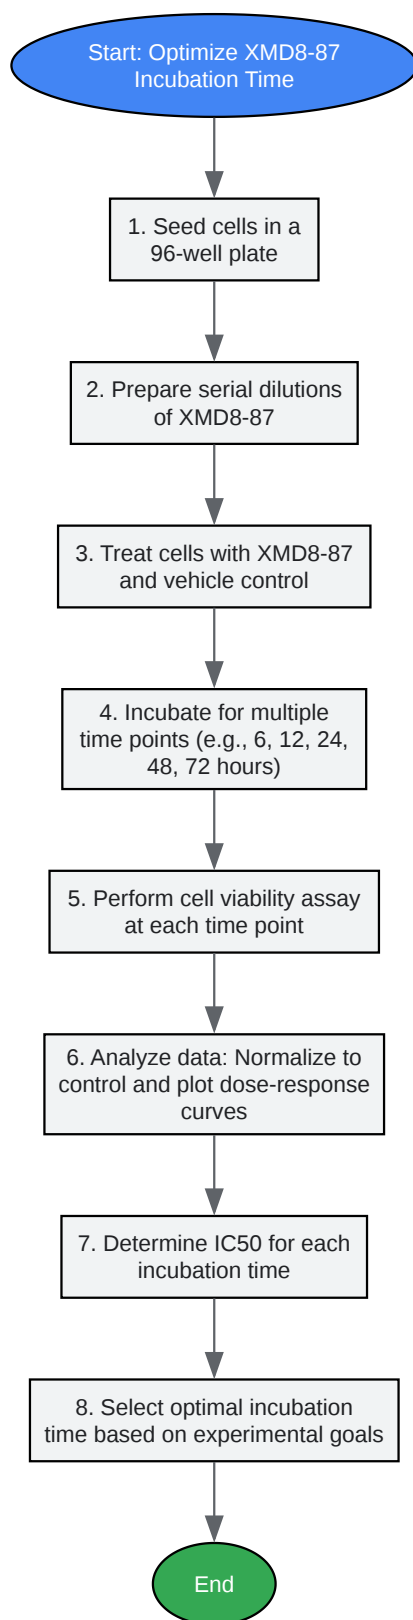 Start: Optimize XMD8-87
Incubation Time
1. Seed cells in a
96-well plate
2. Prepare serial dilutions
of XMD8-87
3. Treat cells with XMD8-87
and vehicle control
4. Incubate for multiple
time points (e.g., 6, 12, 24,
48, 72 hours)
5. Perform cell viability assay
at each time point
6. Analyze data: Normalize to
control and plot dose-response
curves
7. Determine IC50 for each
incubation time
8. Select optimal incubation
time based on experimental goals
End